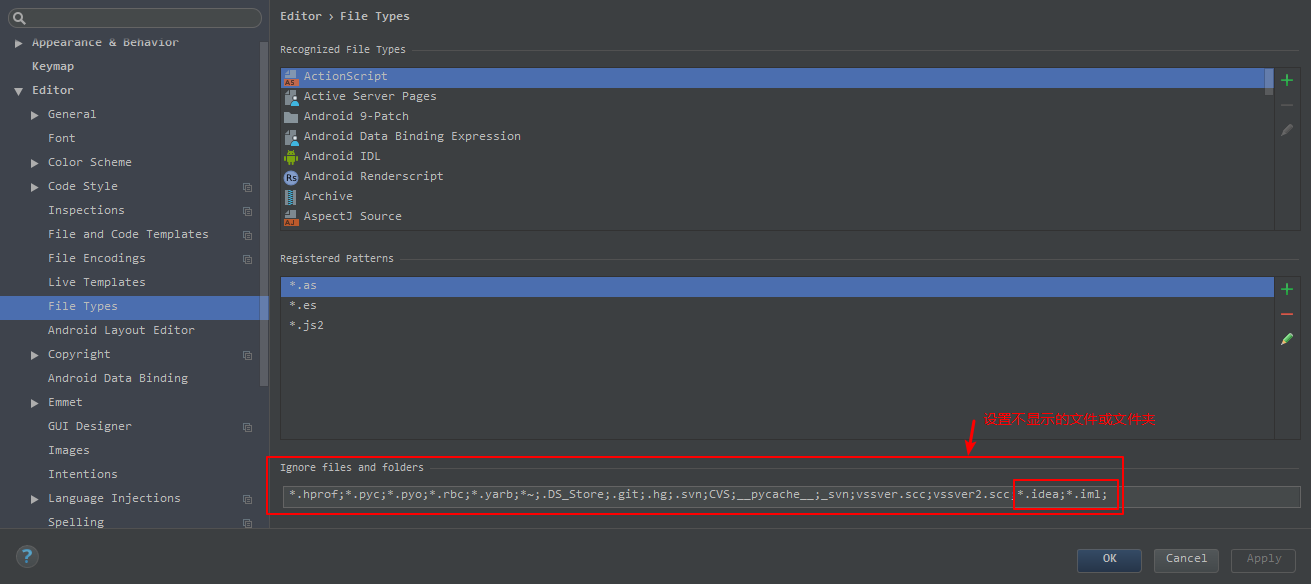 Appearance & Behavior
Keymap
Editor
General
Font
Color Scheme
Code Style
Inspections
File and Code Templates
File Encodings
Live Templates
File Types
Android Layout Editor
Copyright
Android Data Binding
Emmet
GUI Designer
Images
Intentions
Language Injections
Spelling
?
Editor › File Types
Recognized File Types
AS ActionScript
Active Server Pages
Android 9-Patch
Android Data Binding Expression
Android IDL
Rs Android Renderscript
Archive
AJ AspectJ Source
Registered Patterns
*.as
*.es
*.js2
设置不显示的文件或文件夹
Ignore files and folders
*.hprof;*.pyc;*.pyo;*.rbc;*.yarb;*~;.DS_Store;.git;.hg;.svn;CVS;__pycache__;_svn;vssver.scc;vssver2.scc;*.idea;*.iml;
OK Cancel Apply